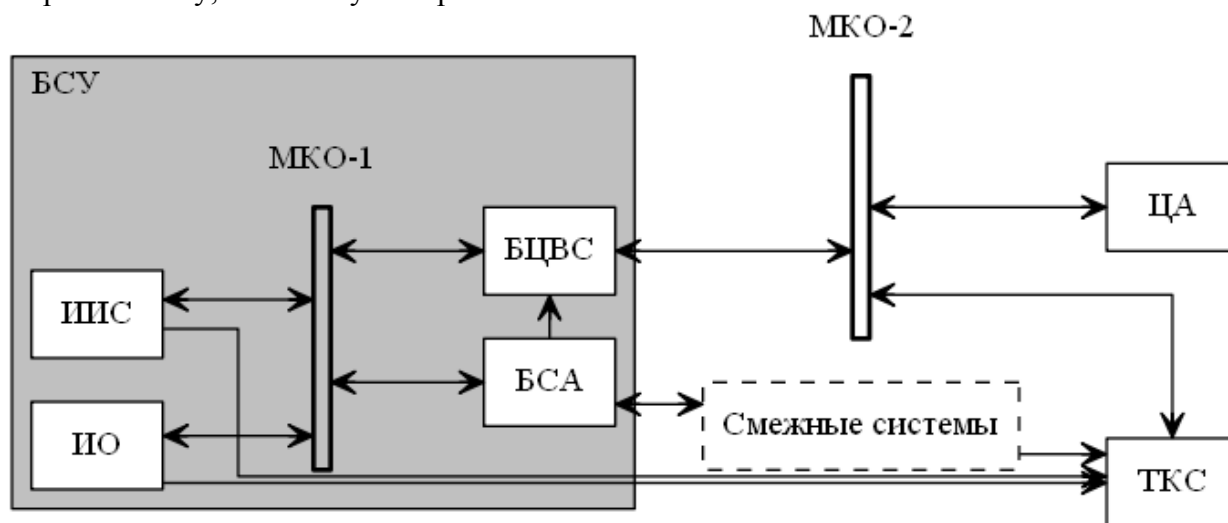 МКО-2
БСУ
МКО-1
ЦА
БЦВС
ИИС
БСА
Смежные системы
ИО
ТКС